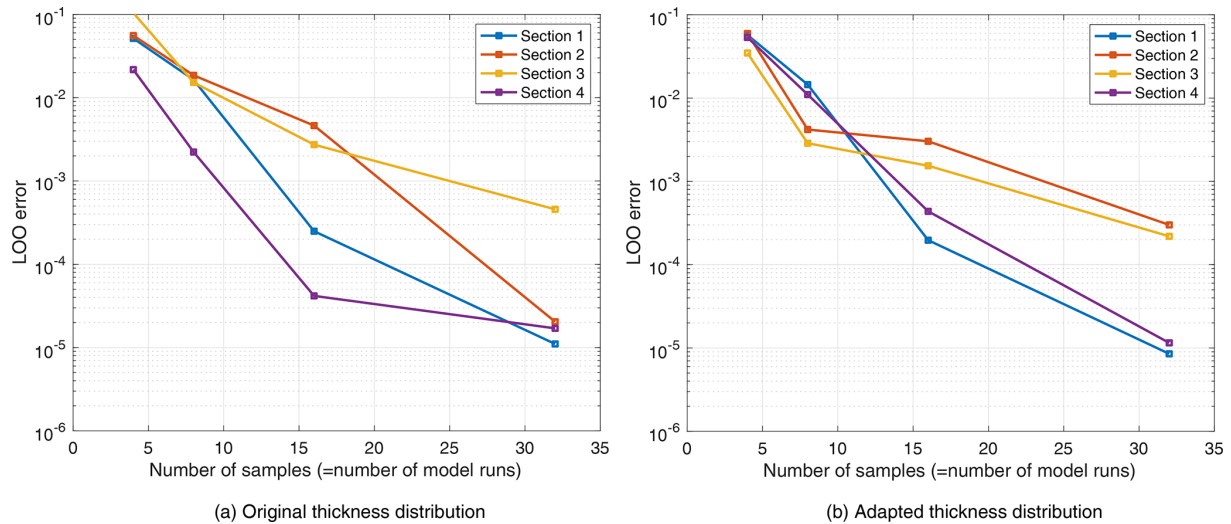 10^-1
10^-2
10^-3
10^-4
10^-5
10^-6
LOO error
0 5 10 15 20 25 30 35
Number of samples (=number of model runs)
Section 1
Section 2
Section 3
Section 4
(a) Original thickness distribution
10^-1
10^-2
10^-3
10^-4
10^-5
10^-6
LOO error
0 5 10 15 20 25 30 35
Number of samples (=number of model runs)
Section 1
Section 2
Section 3
Section 4
(b) Adapted thickness distribution